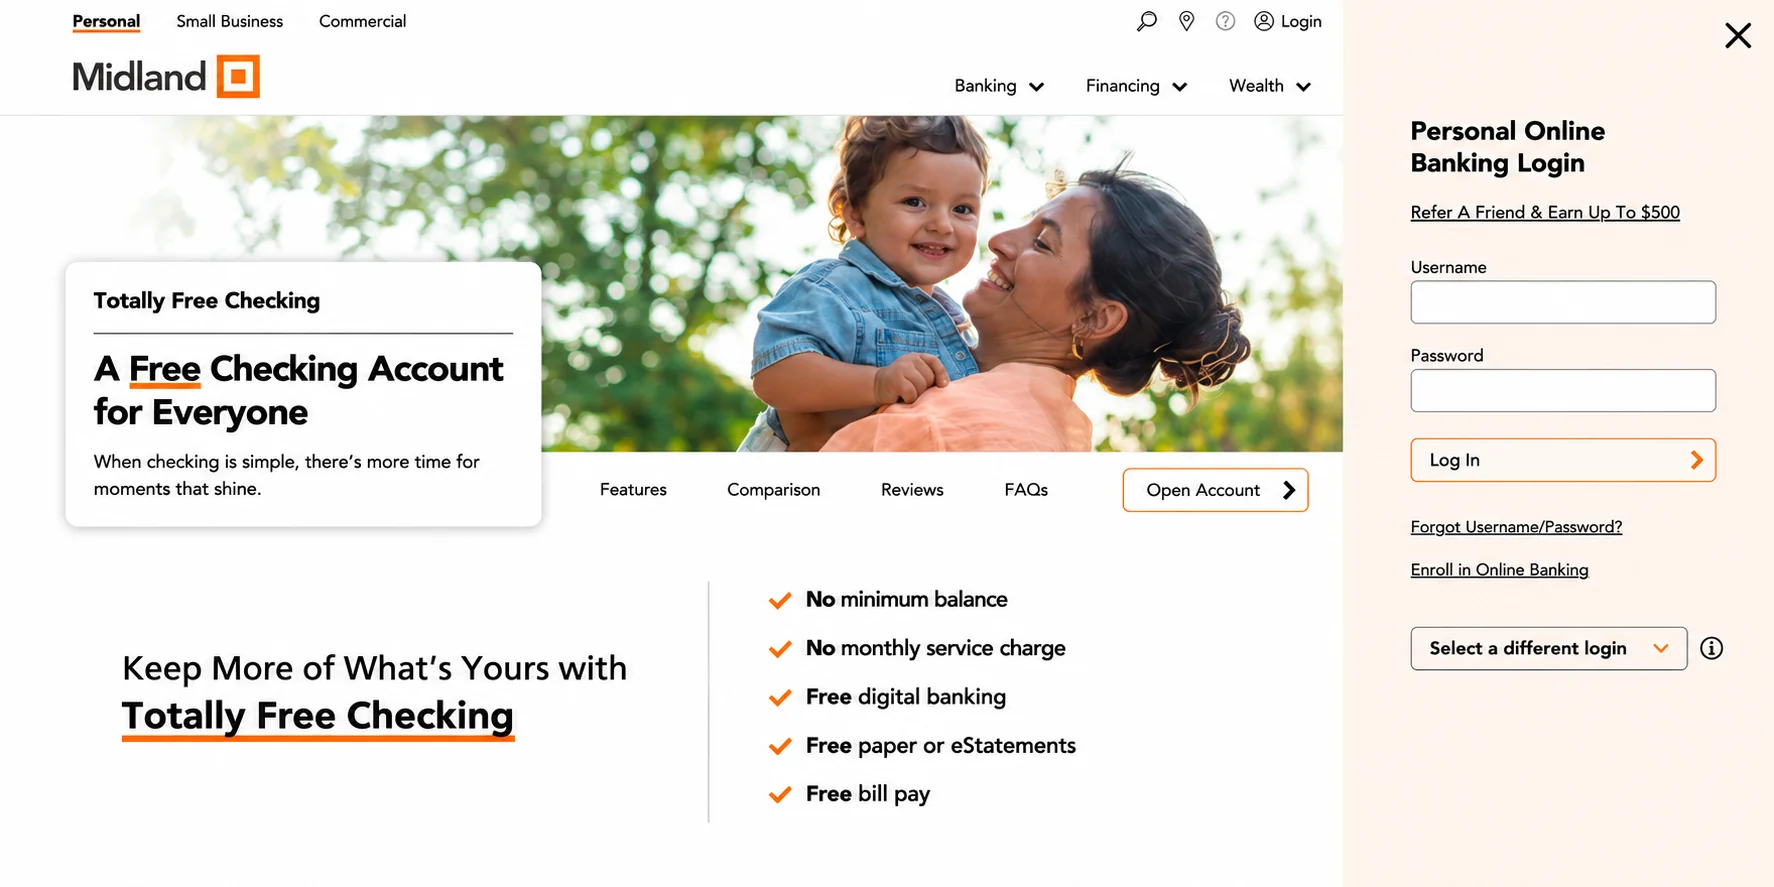 Personal
Small Business
Commercial
Login
Midland
Banking
Financing
Wealth
Totally Free Checking
A Free Checking Account
for Everyone
When checking is simple, there's more time for
moments that shine.
Features
Comparison
Reviews
FAQs
Open Account
Keep More of What's Yours with
Totally Free Checking
No minimum balance
No monthly service charge
Free digital banking
Free paper or eStatements
Free bill pay
Personal Online
Banking Login
Refer A Friend & Earn Up To $500
Username
Password
Log In
Forgot Username/Password?
Enroll in Online Banking
Select a different login